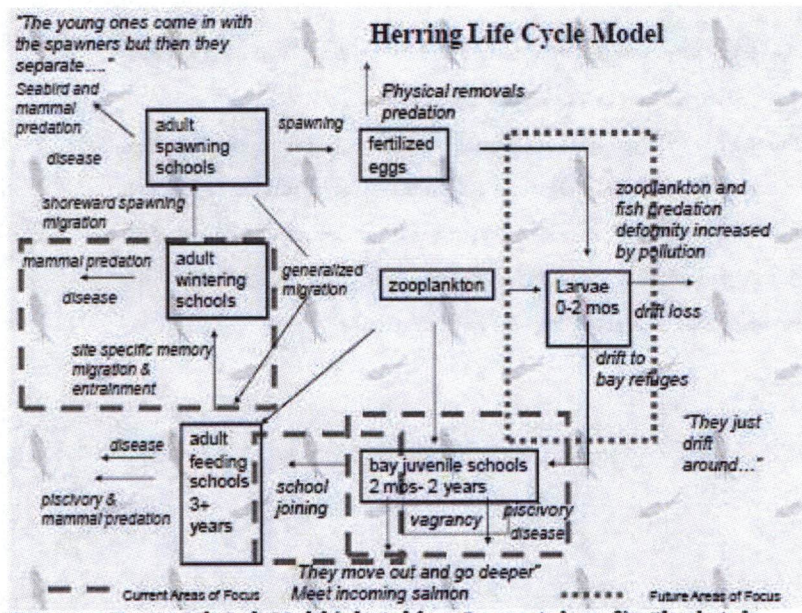 Herring Life Cycle Model
"The young ones come in with
the spawners but then they
separate...."
Seabird and
mammal
predation
disease
adult
spawning
schools
spawning
Physical removals
predation
fertilized
eggs
shoreward spawning
migration
mammal predation
disease
adult
wintering
schools
generalized
migration
zooplankton
Larvae
0-2 mos
zooplankton and
fish predation
deformity increased
by pollution
drift loss
drift to
bay refuges
site specific memory
migration &
entrainment
"They just
drift
around..."
disease
piscivory &
mammal predation
adult
feeding
schools
3+
years
school
joining
bay juvenile schools
2 mos- 2 years
vagrancy
piscivory
disease
They move out and go deeper"
Meet incoming salmon
Current Areas of Focus
Future Areas of Focus